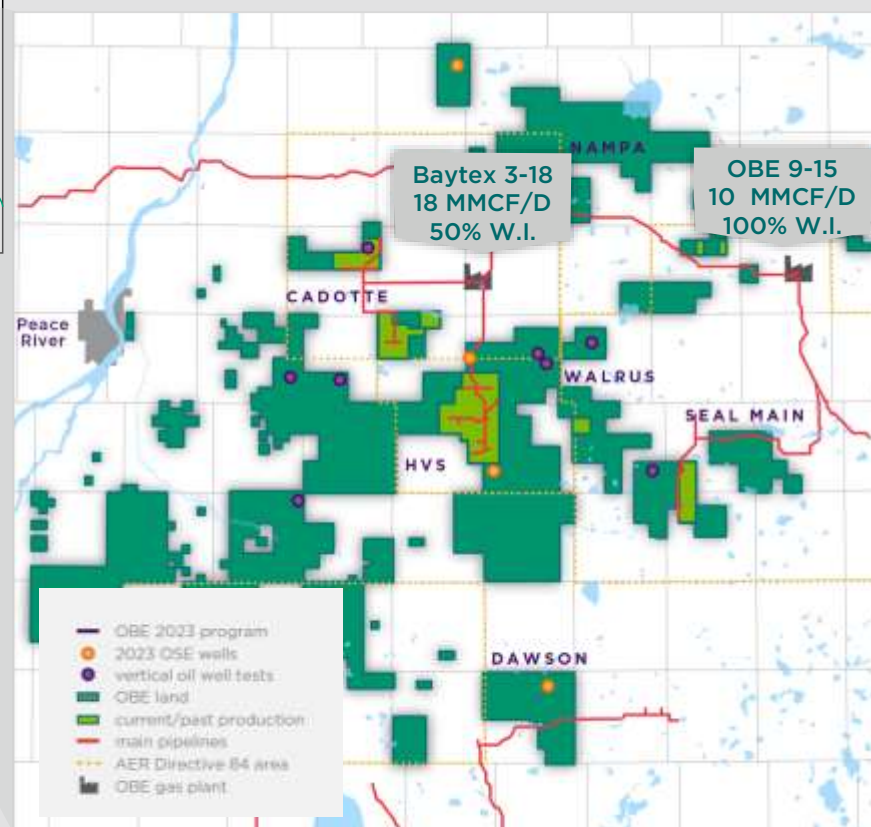 NAMPA
Baytex 3-18
18 MMCF/D
50% W.I.
OBE 9-15
10 MMCF/D
100% W.I.
CADOTTE
Peace
River
WALRUS
SEAL MAIN
HVS
DAWSON
OBE 2023 program
2023 OSE wells
vertical oil well tests
OBE land
current/past production
main pipelines
AER Directive 84 area
OBE gas plant